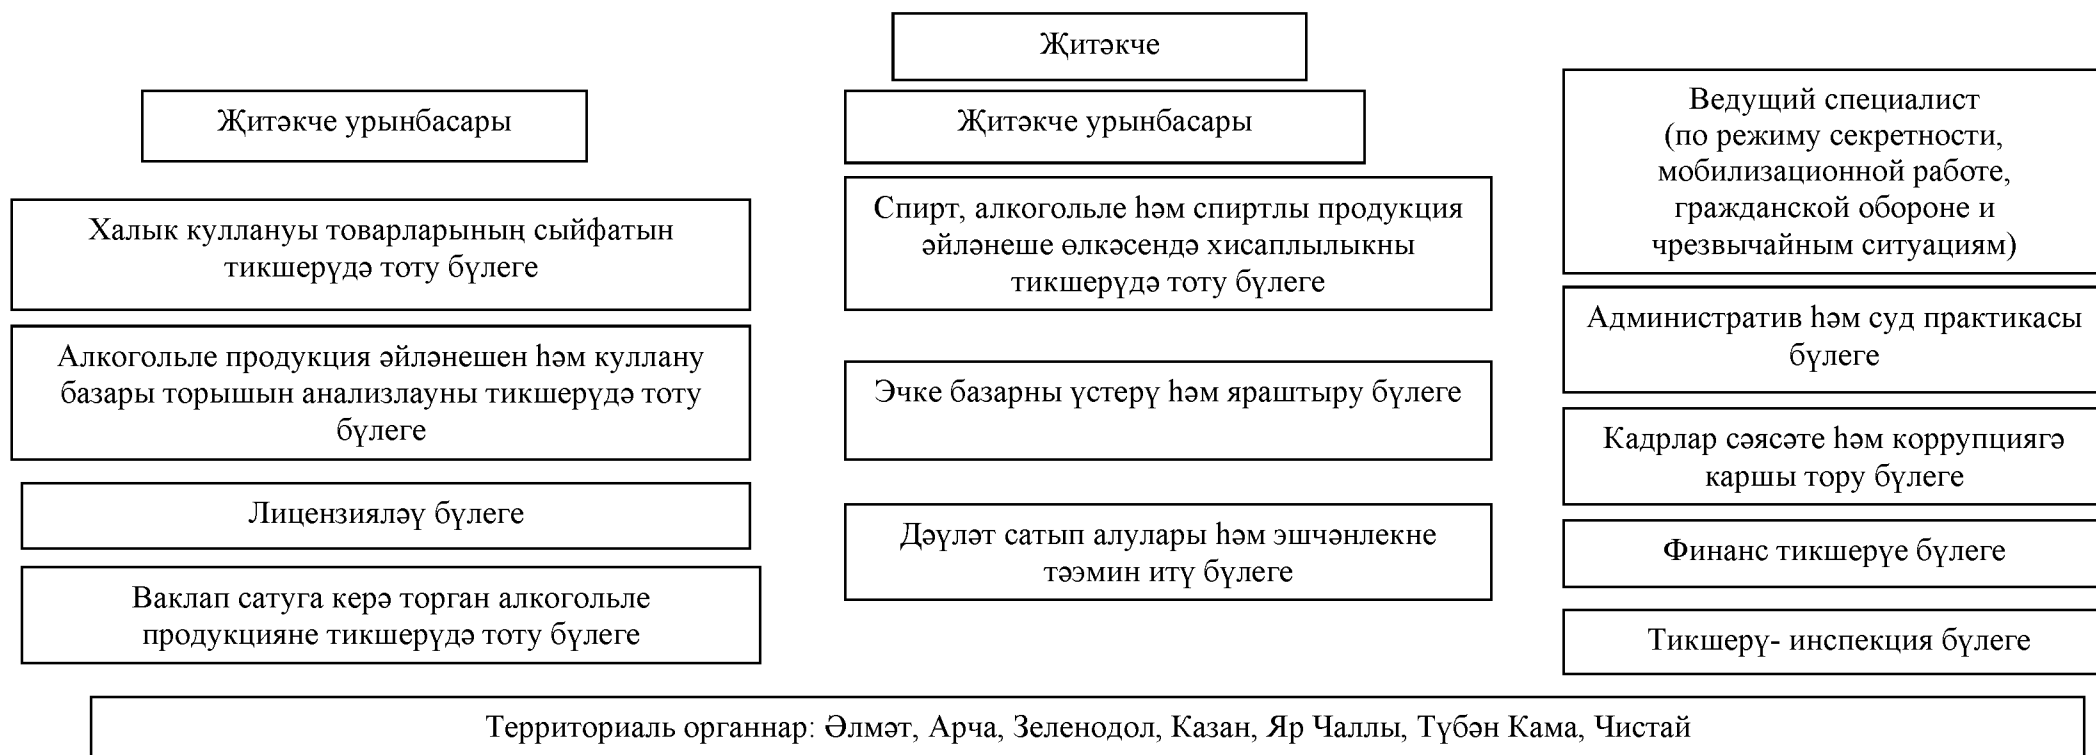 Җитәкче
Җитәкче урынбасары
Халык куллануы товарларының сыйфатын
тикшерүдә тоту бүлеге
Алкогольле продукция әйләнешен һәм куллану
базары торышын анализлауны тикшерүдә тоту
бүлеге
Лицензияләү бүлеге
Ваклап сатуга керә торган алкогольле
продукцияне тикшерүдә тоту бүлеге
Җитәкче урынбасары
Спирт, алкогольле һәм спиртлы продукция
әйләнеше өлкәсендә хисаплылыкны
тикшерүдә тоту бүлеге
Эчке базарны үстерү һәм яраштыру бүлеге
Дәүләт сатып алулары һәм эшчәнлекне
тәэмин итү бүлеге
Ведущий специалист
(по режиму секретности,
мобилизационной работе,
гражданской обороне и
чрезвычайным ситуациям)
Административ һәм суд практикасы
бүлеге
Кадрлар сәясәте һәм коррупциягә
каршы тору бүлеге
Финанс тикшерүе бүлеге
Тикшерү- инспекция бүлеге
Территориаль органнар: Әлмәт, Арча, Зеленодол, Казан, Яр Чаллы, Түбән Кама, Чистай